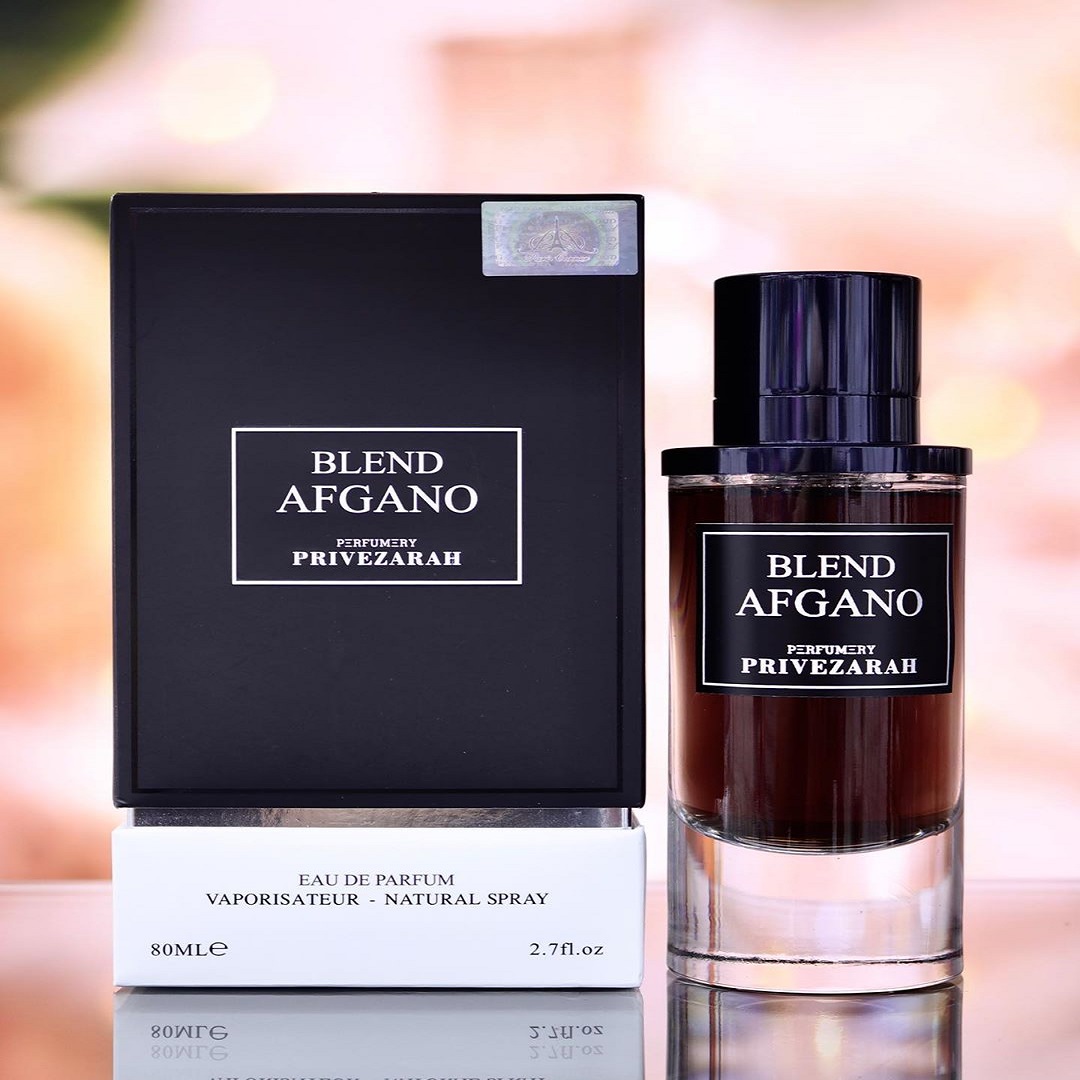 BLEND
AFGANO
PERFUMERY
PRIVEZARAH
EAU DE PARFUM
VAPORISATEUR - NATURAL SPRAY
80ML℮ 2.7fl.oz
BLEND
AFGANO
PERFUMERY
PRIVEZARAH